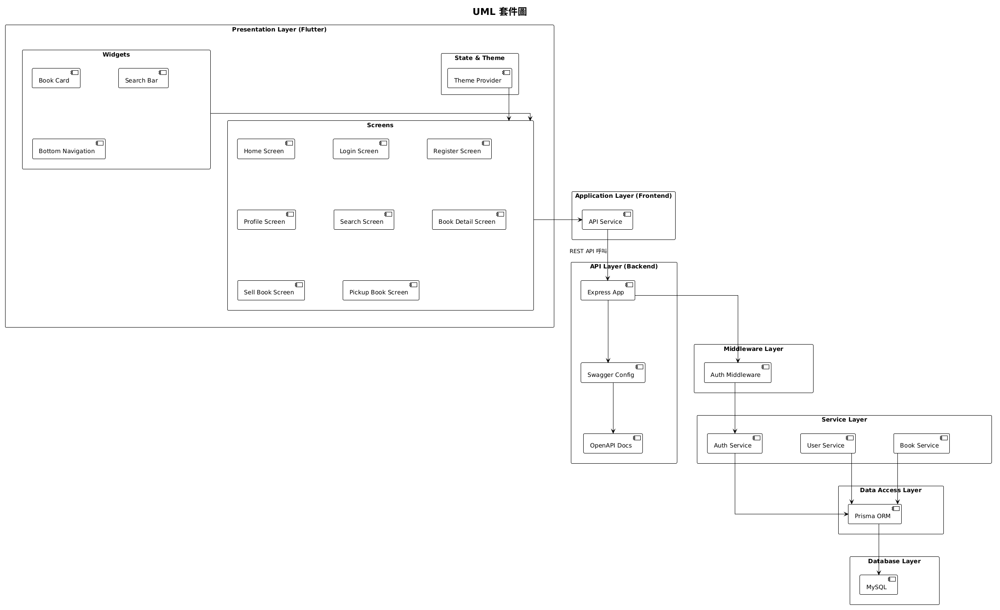 UML 套件圖
Presentation Layer (Flutter)
Widgets
Book Card
Search Bar
Bottom Navigation
State & Theme
Theme Provider
Screens
Home Screen
Login Screen
Register Screen
Profile Screen
Search Screen
Book Detail Screen
Sell Book Screen
Pickup Book Screen
Application Layer (Frontend)
API Service
REST API 呼叫
API Layer (Backend)
Express App
Swagger Config
OpenAPI Docs
Middleware Layer
Auth Middleware
Service Layer
Auth Service
User Service
Book Service
Data Access Layer
Prisma ORM
Database Layer
MySQL